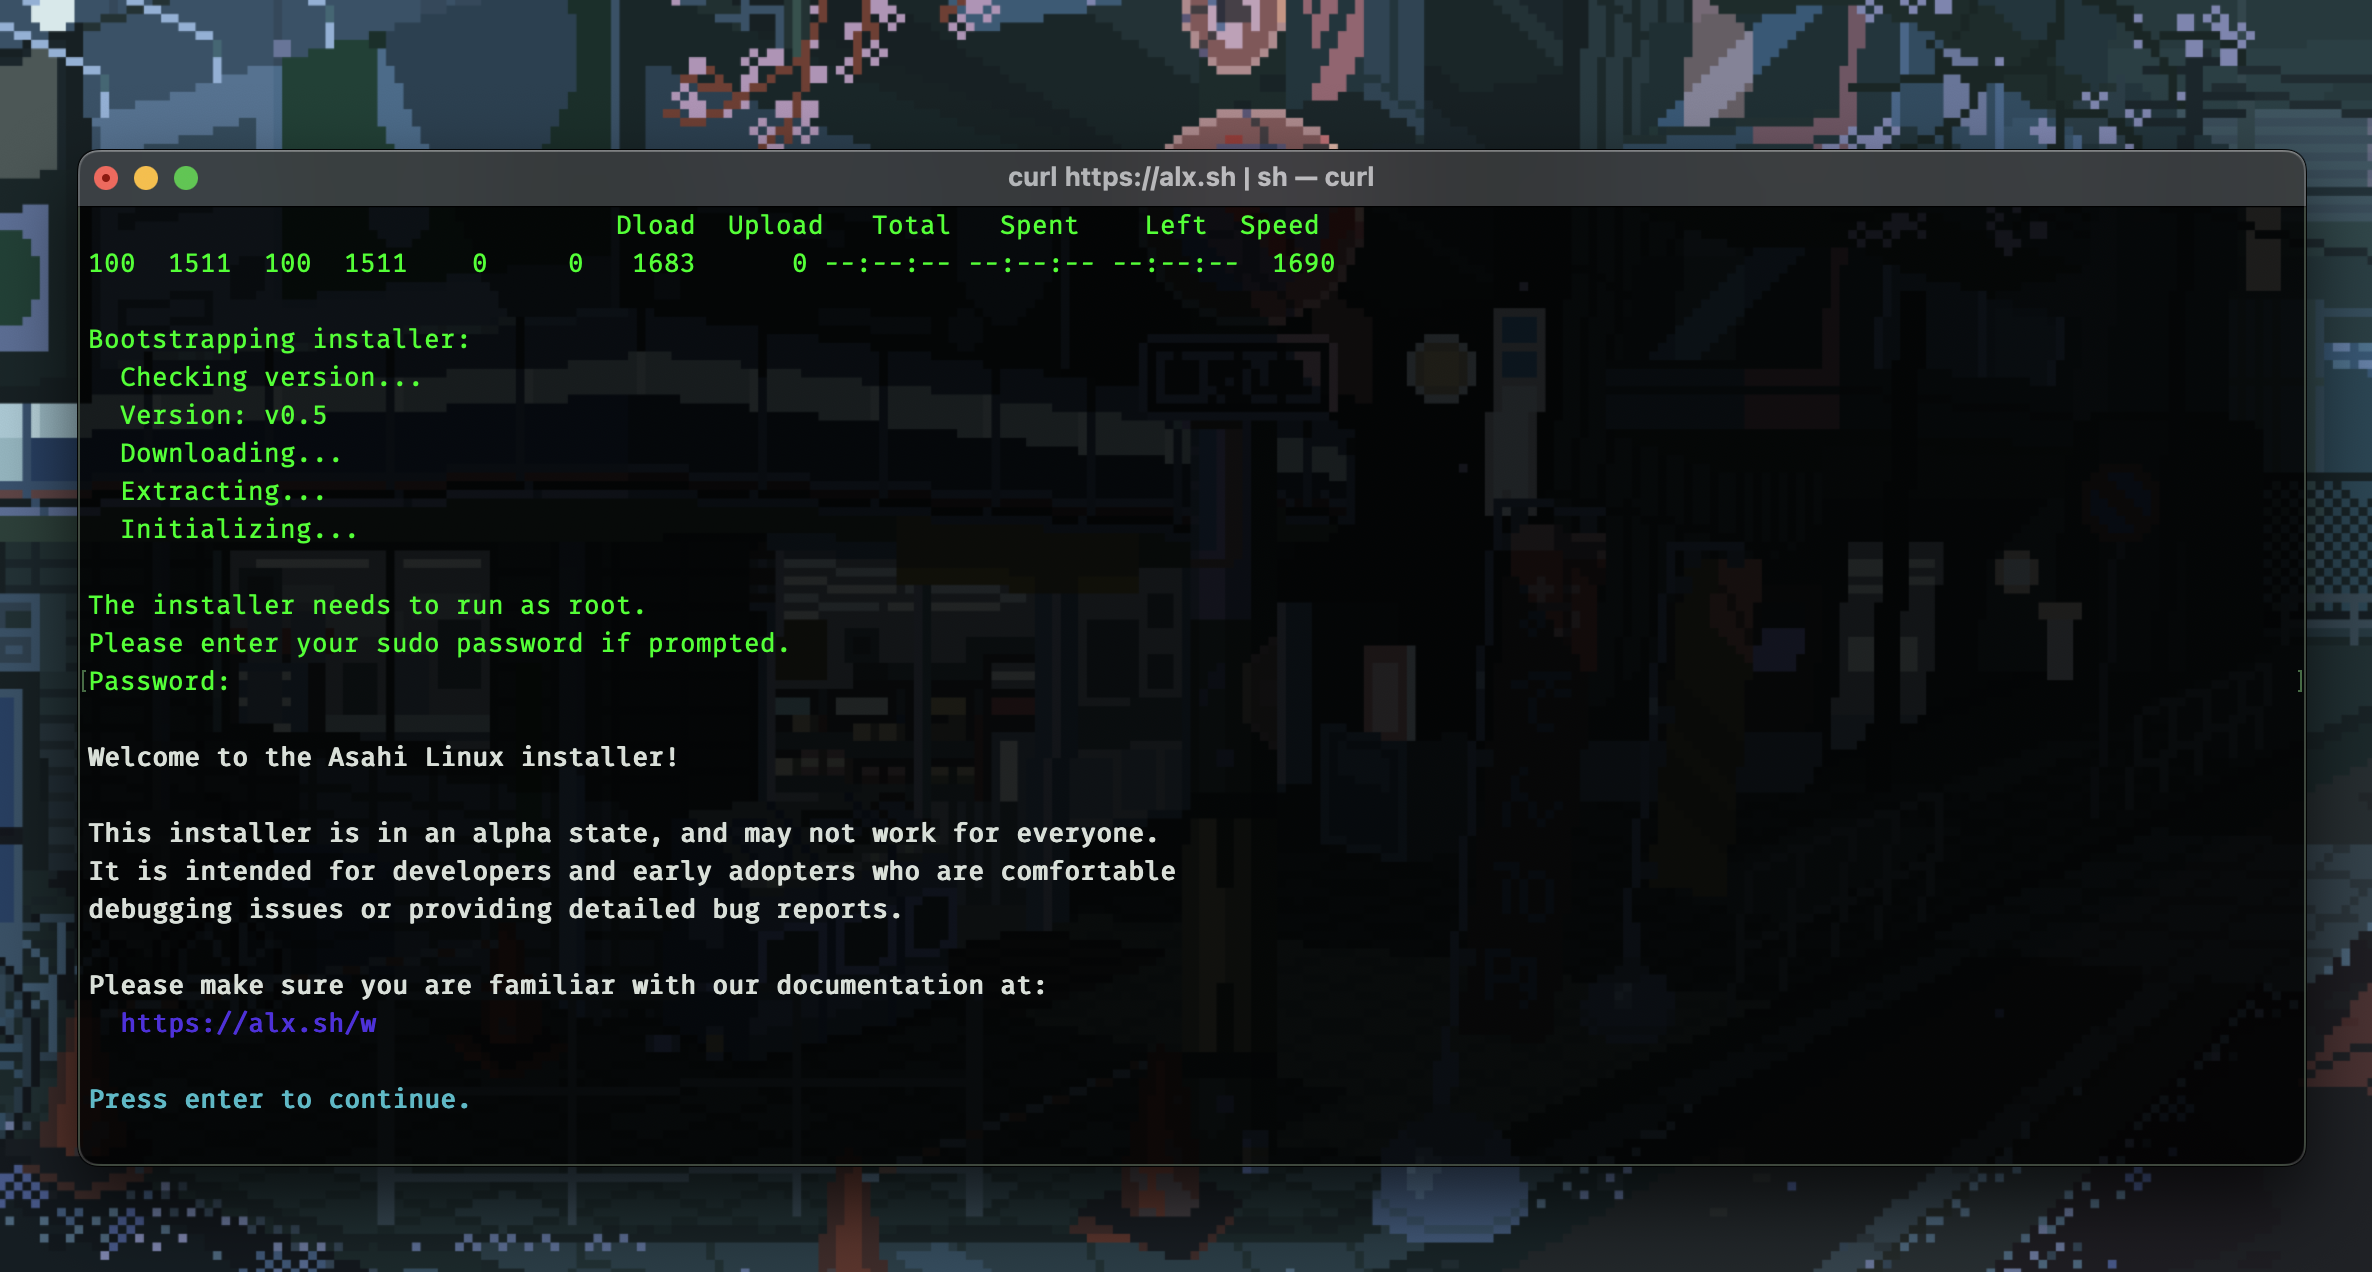 curl https://alx.sh | sh — curl
Dload  Upload   Total   Spent    Left  Speed
100  1511  100  1511    0     0   1683      0 --:--:-- --:--:-- --:--:--  1690
Bootstrapping installer:
Checking version...
Version: v0.5
Downloading...
Extracting...
Initializing...
The installer needs to run as root.
Please enter your sudo password if prompted.
[Password:]
Welcome to the Asahi Linux installer!
This installer is in an alpha state, and may not work for everyone.
It is intended for developers and early adopters who are comfortable
debugging issues or providing detailed bug reports.
Please make sure you are familiar with our documentation at:
https://alx.sh/w
Press enter to continue.